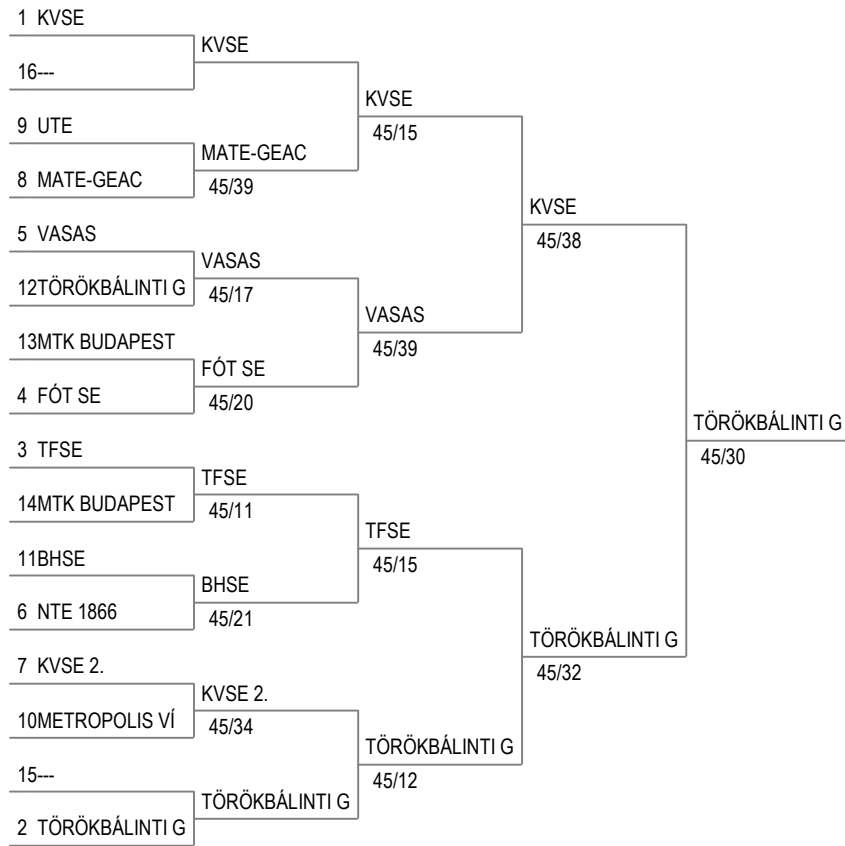 1 KVSE
KVSE
16---
KVSE
45/15
9 UTE
MATE-GEAC
45/39
8 MATE-GEAC
KVSE
45/38
5 VASAS
VASAS
45/17
12TÖRÖKBÁLINTI G
VASAS
45/39
13MTK BUDAPEST
FÓT SE
45/20
4 FÓT SE
TÖRÖKBÁLINTI G
45/30
3 TFSE
TFSE
45/11
14MTK BUDAPEST
TFSE
45/15
11BHSE
BHSE
45/21
6 NTE 1866
TÖRÖKBÁLINTI G
45/32
7 KVSE 2.
KVSE 2.
45/34
10METROPOLIS VÍ
TÖRÖKBÁLINTI G
45/12
15---
TÖRÖKBÁLINTI G
2 TÖRÖKBÁLINTI G